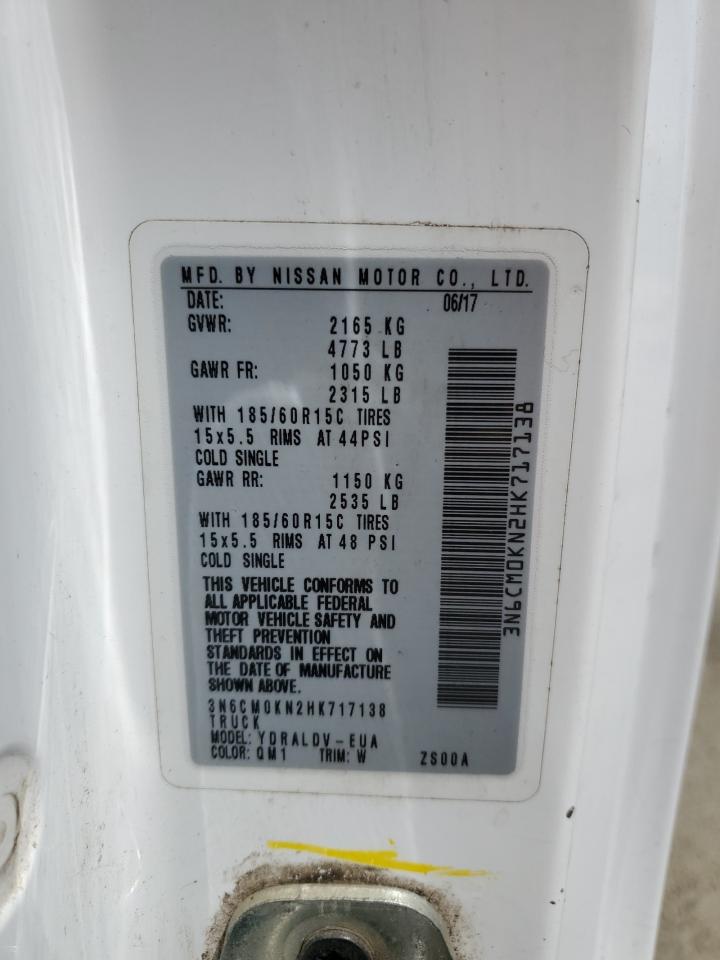 MFD. BY NISSAN MOTOR CO., LTD.
DATE: 06/17
GVWR: 2165 KG
4773 LB
GAWR FR: 1050 KG
2315 LB
WITH 185/60R15C TIRES
15x5.5 RIMS AT 44PSI
COLD SINGLE
GAWR RR: 1150 KG
2535 LB
WITH 185/60R15C TIRES
15x5.5 RIMS AT 48 PSI
COLD SINGLE
THIS VEHICLE CONFORMS TO
ALL APPLICABLE FEDERAL
MOTOR VEHICLE SAFETY AND
THEFT PREVENTION
STANDARDS IN EFFECT ON
THE DATE OF MANUFACTURE
SHOWN ABOVE.
3N6CM0KN2HK717138
TRUCK
MODEL: YDRALDV-EUA
COLOR: QM1 TRIM: W ZS00A
3N6CM0KN2HK717138